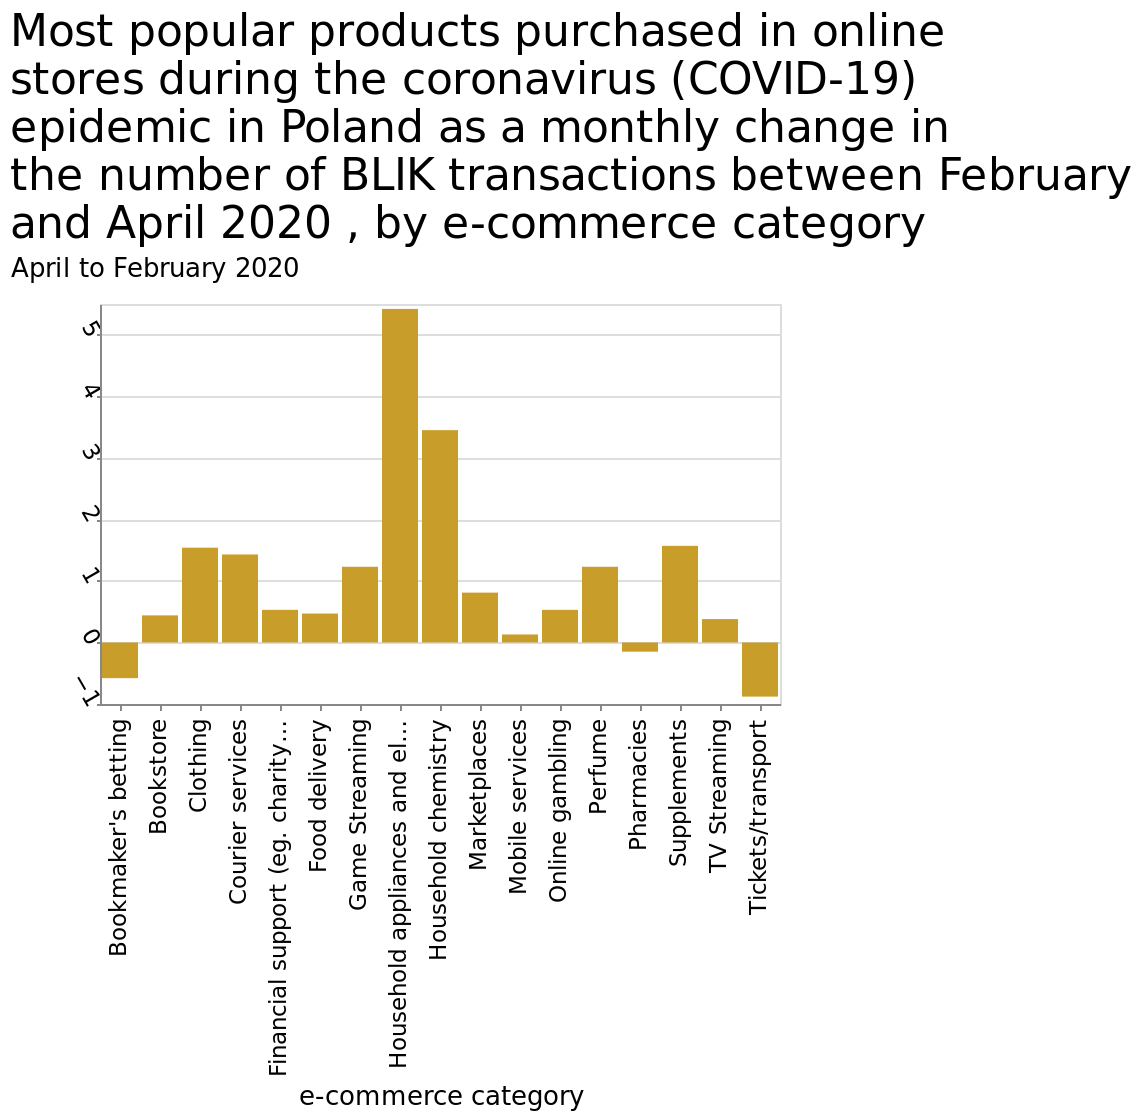 Most popular products purchased in online
stores during the coronavirus (COVID-19)
epidemic in Poland as a monthly change in
the number of BLIK transactions between February
and April 2020 , by e-commerce category
April to February 2020
5
4
3
2
1
0
−1
Bookmaker's betting
Bookstore
Clothing
Courier services
Financial support (eg. charity…
Food delivery
Game Streaming
Household appliances and el…
Household chemistry
Marketplaces
Mobile services
Online gambling
Perfume
Pharmacies
Supplements
TV Streaming
Tickets/transport
e-commerce category